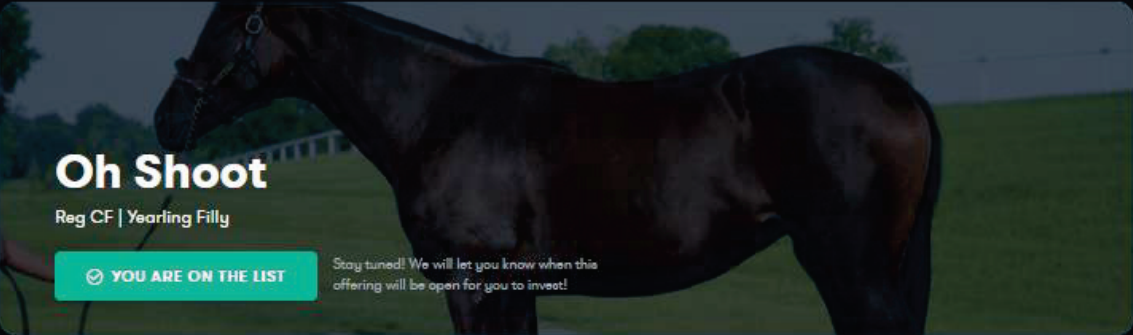 Oh Shoot
Reg CF | Yearling Filly
YOU ARE ON THE LIST
Stay tuned! We will let you know when this
offering will be open for you to invest!